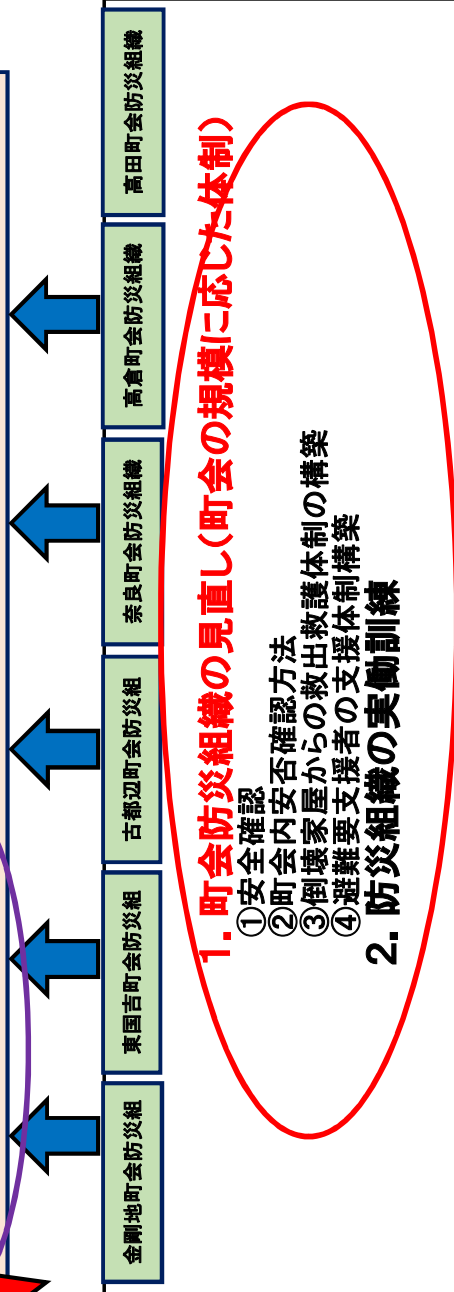 金剛地町会防災組
東国吉町会防災組
古都辺町会防災組
奈良町会防災組織
高倉町会防災組織
高田町会防災組織
1. 町会防災組織の見直し(町会の規模に応じた体制)
①安全確認
②町会内安否確認方法
③倒壊家屋からの救出救護体制の構築
④避難要支援者の支援体制構築
2. 防災組織の実働訓練